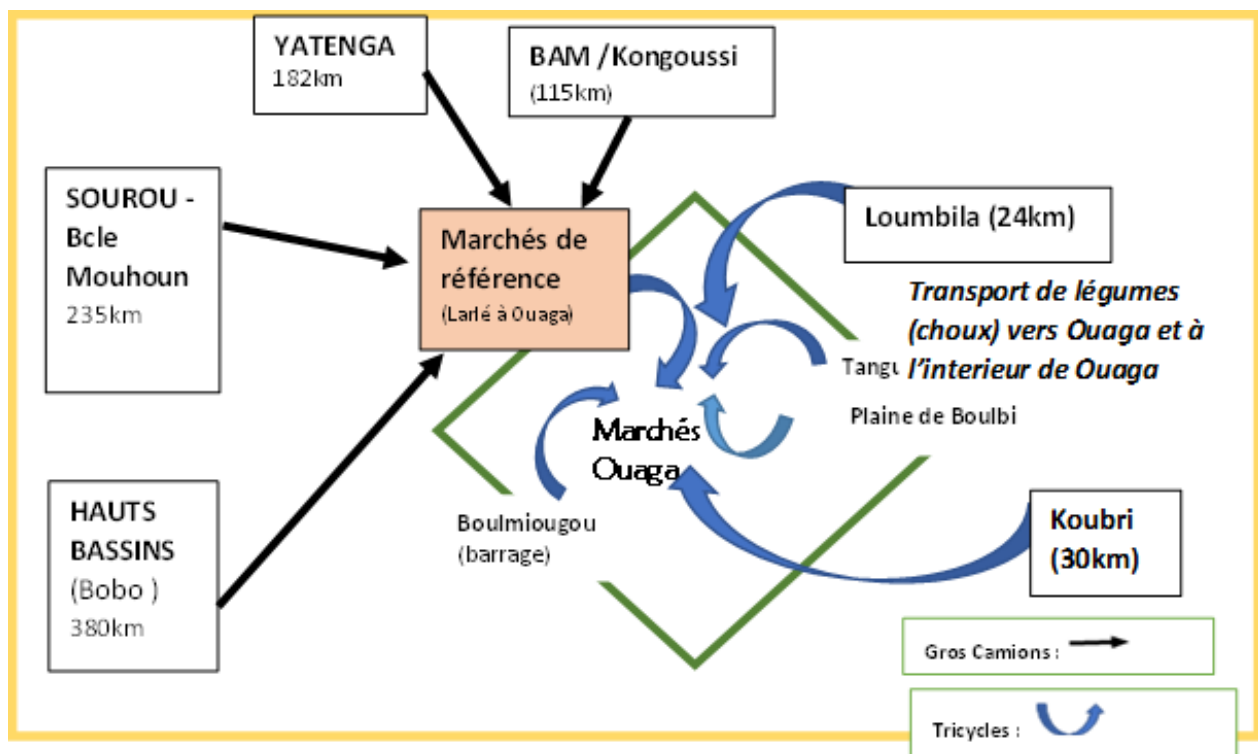 YATENGA
182km
BAM /Kongoussi
(115km)
SOUROU -
Bcle
Mouhoun
235km
Marchés de
référence
(Larlé à Ouaga)
Loumbila (24km)
Transport de légumes
(choux) vers Ouaga et à
l'interieur de Ouaga
Plaine de Boulbi
Marchés
Ouaga
HAUTS
BASSINS
(Bobo )
380km
Boulmiougou
(barrage)
Koubri
(30km)
Gros Camions :
Tricycles :